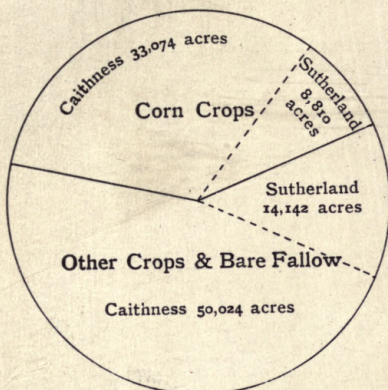 Caithness 33,074 acres
Sutherland
8,810
acres
Corn Crops
Sutherland
14,142 acres
Other Crops & Bare Fallow
Caithness 50,024 acres